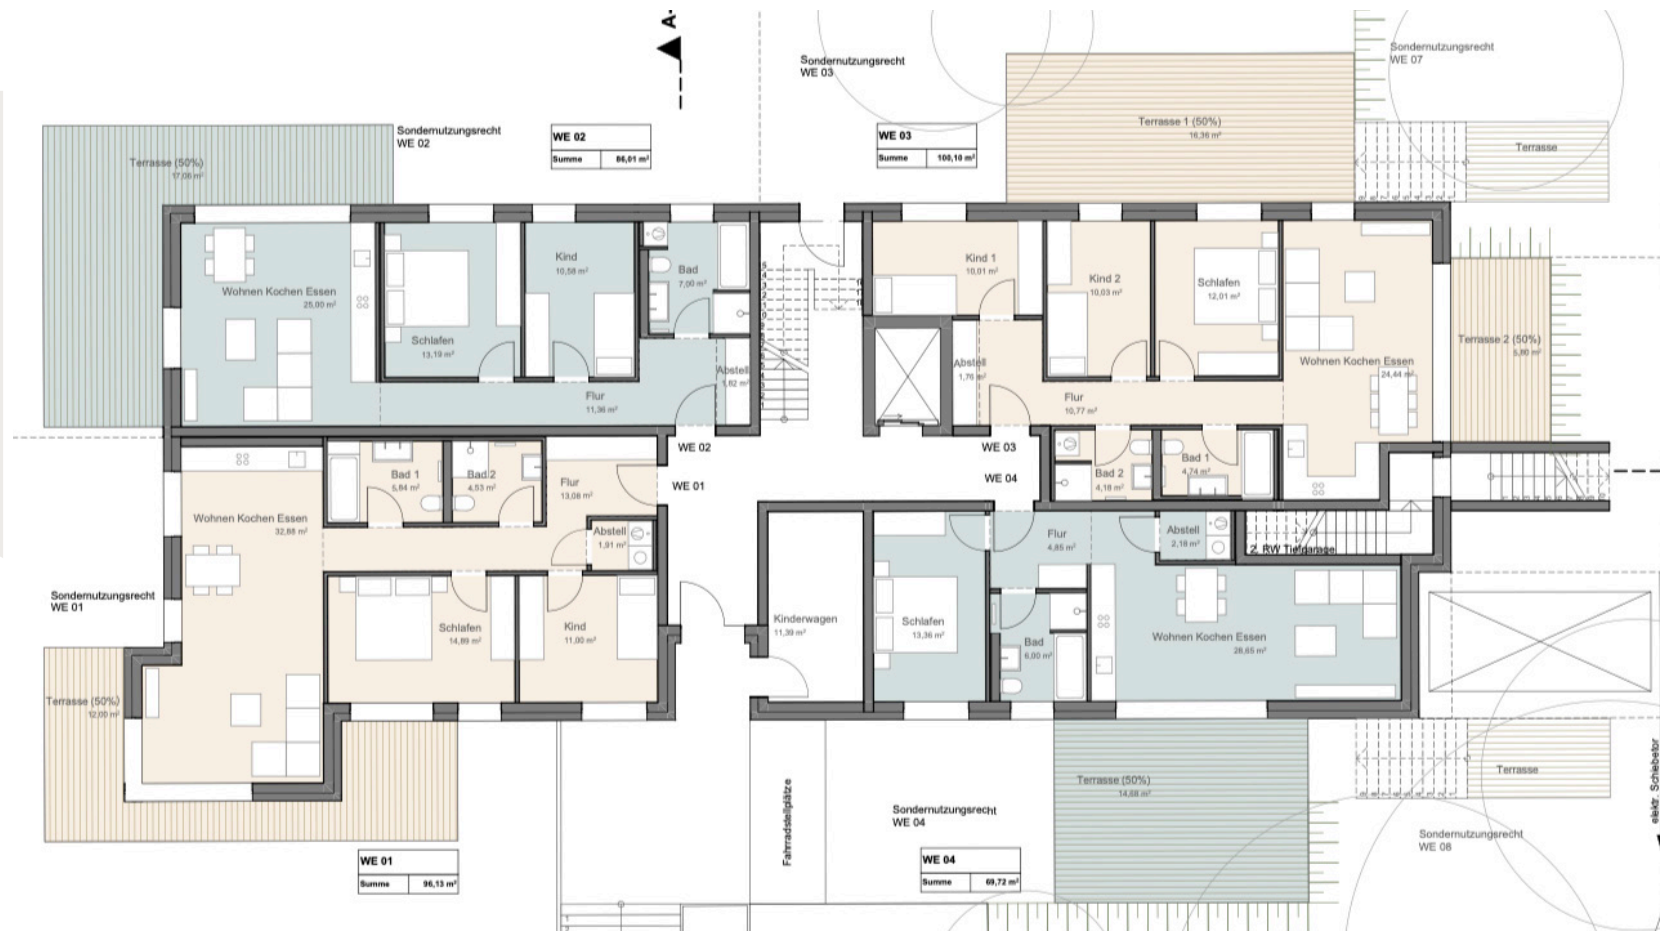 A-
Sondernutzungsrecht
WE 03
Sondernutzungsrecht
WE 07
Sondernutzungsrecht
WE 02
WE 02
Summe 86,01 m²
WE 03
Summe 100,10 m²
Terrasse 1 (50%)
16,36 m²
Terrasse
Terrasse (50%)
17,06 m²
Wohnen Kochen Essen
25,00 m²
Schlafen
13,19 m²
Kind
10,58 m²
Bad
7,00 m²
Abstell
1,82 m²
Flur
11,36 m²
Kind 1
10,01 m²
Kind 2
10,03 m²
Schlafen
12,01 m²
Wohnen Kochen Essen
24,44 m²
Terrasse 2 (50%)
5,80 m²
Abstell
1,76 m²
Flur
10,77 m²
WE 02
WE 01
WE 03
WE 04
Bad 1
5,84 m²
Bad 2
4,53 m²
Flur
13,08 m²
Abstell
1,91 m²
Wohnen Kochen Essen
32,88 m²
Bad 2
4,18 m²
Bad 1
4,74 m²
Flur
4,85 m²
Abstell
2,18 m²
2. RW Tiefgarage
Sondernutzungsrecht
WE 01
Schlafen
14,89 m²
Kind
11,00 m²
Kinderwagen
11,39 m²
Schlafen
13,36 m²
Bad
6,00 m²
Wohnen Kochen Essen
28,65 m²
Terrasse (50%)
12,00 m²
Terrasse (50%)
14,68 m²
Terrasse
Fahrradstellplätze
Sondernutzungsrecht
WE 04
Sondernutzungsrecht
WE 08
elektr. Schiebetor
WE 01
Summe 96,13 m²
WE 04
Summe 69,72 m²